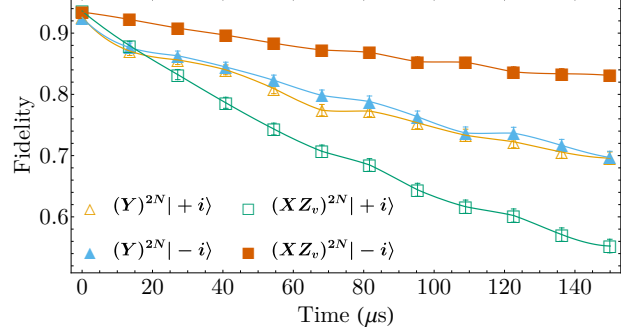 0.9
0.8
0.7
0.6
Fidelity
(Y)^{2N}|+i⟩ (XZ_v)^{2N}|+i⟩
(Y)^{2N}|−i⟩ (XZ_v)^{2N}|−i⟩
0 20 40 60 80 100 120 140
Time (μs)